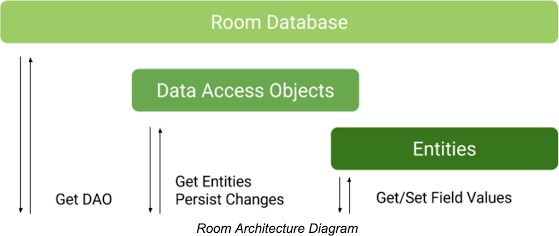 Room Database
Data Access Objects
Entities
Get DAO
Get Entities
Persist Changes
Get/Set Field Values
Room Architecture Diagram